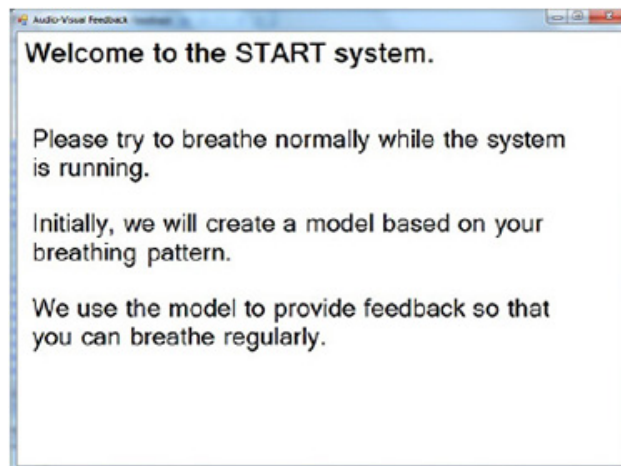 Audio-Visual Feedback
Welcome to the START system.
Please try to breathe normally while the system
is running.
Initially, we will create a model based on your
breathing pattern.
We use the model to provide feedback so that
you can breathe regularly.